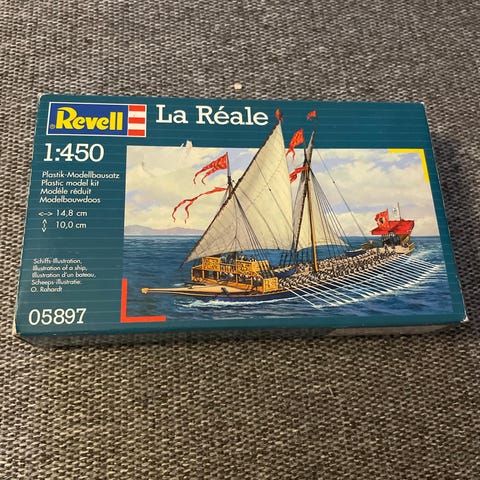 Revell
La Réale
1:450
Plastik-Modellbausatz
Plastic model kit
Modèle réduit
Modelbouwdoos
<-> 14,8 cm
10,0 cm
Schiffs-Illustration,
Illustration of a ship,
Illustration d'un bateau,
Scheeps-illustratie:
O. Rahardt
05897